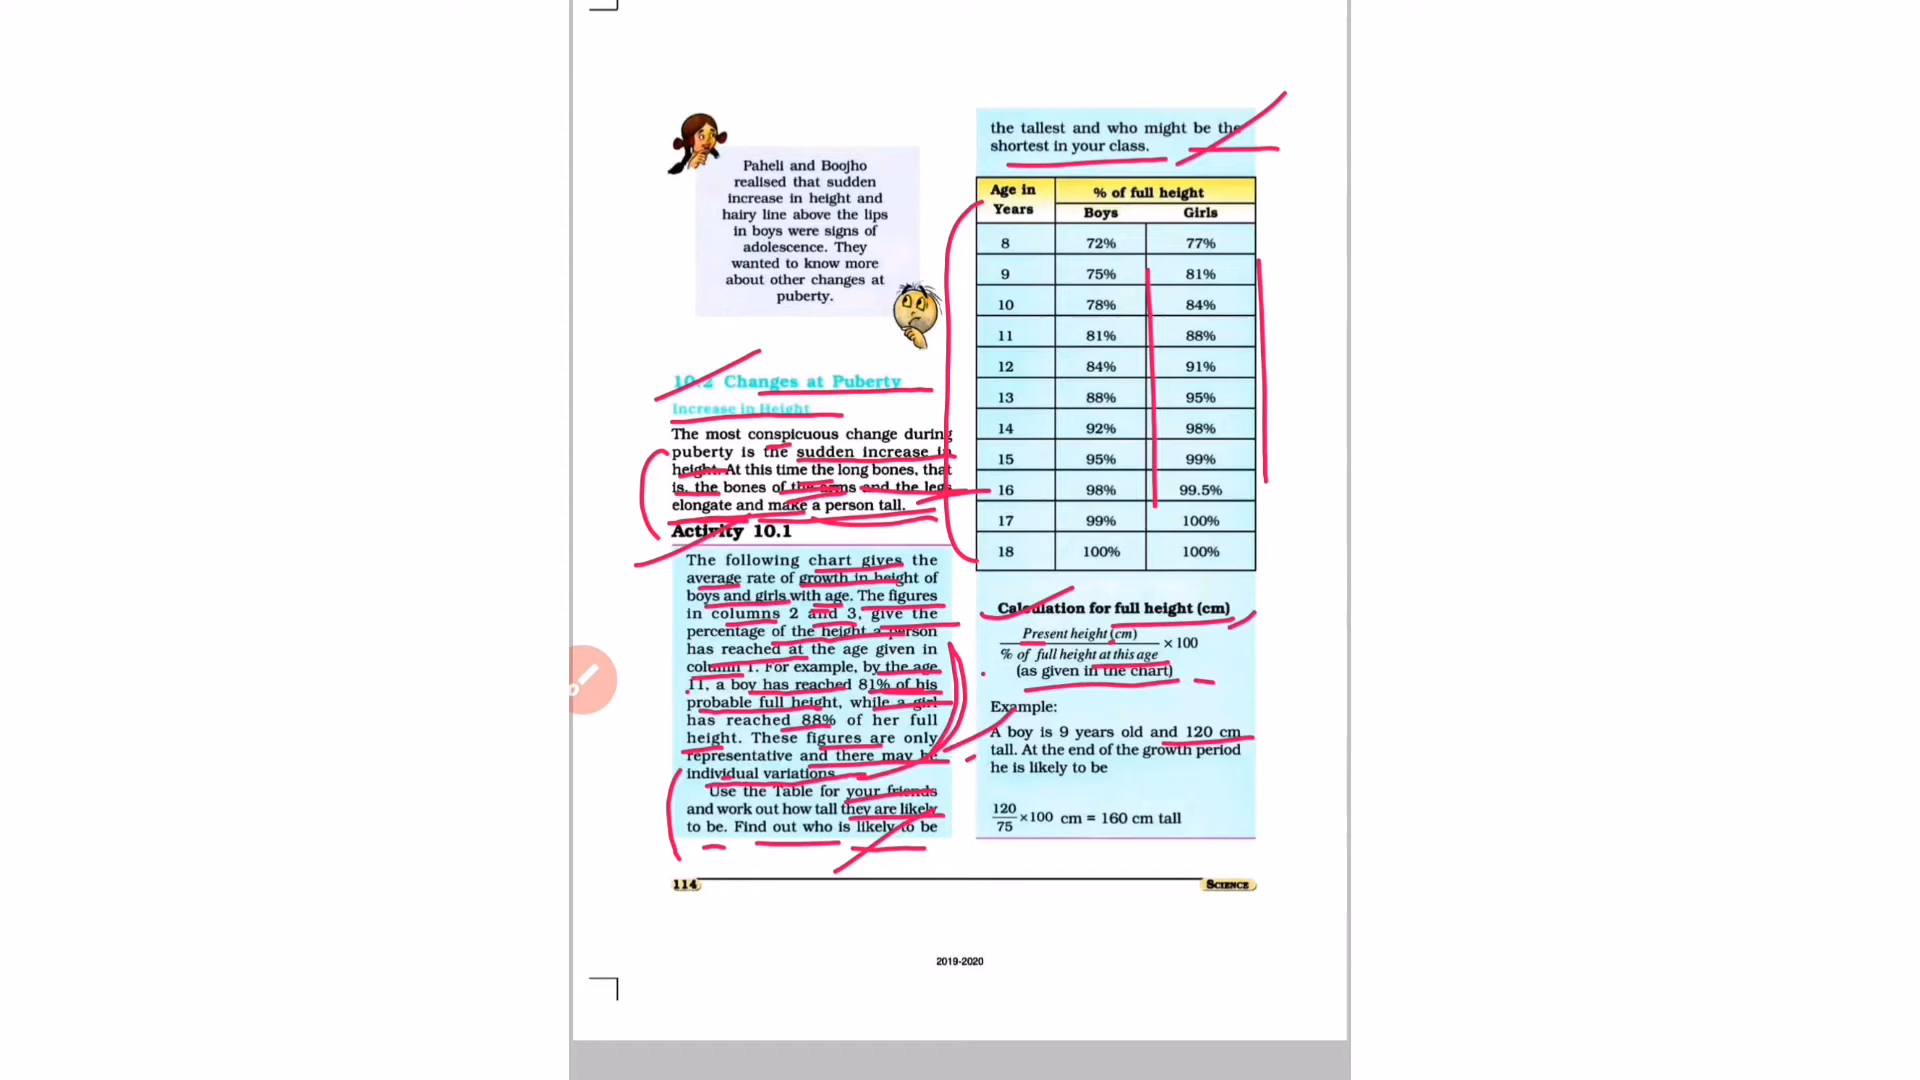 Paheli and Boojho
realised that sudden
increase in height and
hairy line above the lips
in boys were signs of
adolescence. They
wanted to know more
about other changes at
puberty.
10.2 Changes at Puberty
Increase in Height
The most conspicuous change during
puberty is the sudden increase in
height. At this time the long bones, that
is, the bones of the arms and the legs
elongate and make a person tall.
Activity 10.1
The following chart gives the
average rate of growth in height of
boys and girls with age. The figures
in columns 2 and 3, give the
percentage of the height a person
has reached at the age given in
column 1. For example, by the age
11, a boy has reached 81% of his
probable full height, while a girl
has reached 88% of her full
height. These figures are only
representative and there may be
individual variations.
Use the Table for your friends
and work out how tall they are likely
to be. Find out who is likely to be
the tallest and who might be the
shortest in your class.
Age in Years % of full height
Boys Girls
8 72% 77%
9 75% 81%
10 78% 84%
11 81% 88%
12 84% 91%
13 88% 95%
14 92% 98%
15 95% 99%
16 98% 99.5%
17 99% 100%
18 100% 100%
Calculation for full height (cm)
Present height (cm)
× 100
% of full height at this age
(as given in the chart)
Example:
A boy is 9 years old and 120 cm
tall. At the end of the growth period
he is likely to be
120
×100 cm = 160 cm tall
75
114
SCIENCE
2019-2020